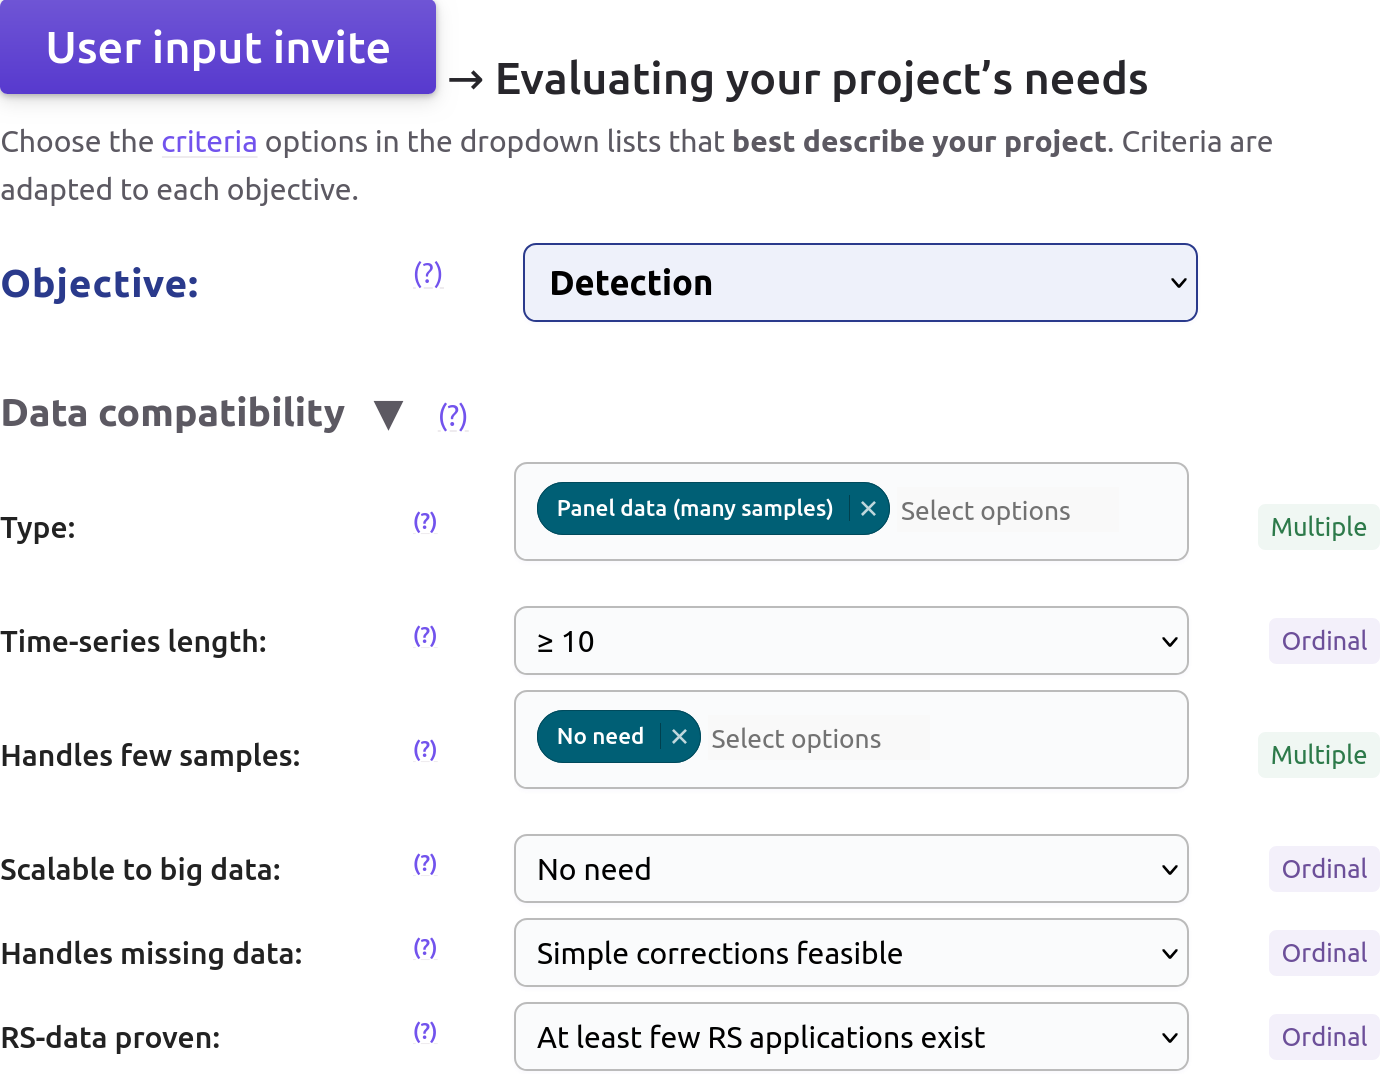 User input invite → Evaluating your project’s needs
Choose the criteria options in the dropdown lists that best describe your project. Criteria are
adapted to each objective.
Objective: (?) Detection
Data compatibility ▼ (?)
Type: (?) Panel data (many samples) × Select options Multiple
Time-series length: (?) ≥ 10 Ordinal
Handles few samples: (?) No need × Select options Multiple
Scalable to big data: (?) No need Ordinal
Handles missing data: (?) Simple corrections feasible Ordinal
RS-data proven: (?) At least few RS applications exist Ordinal